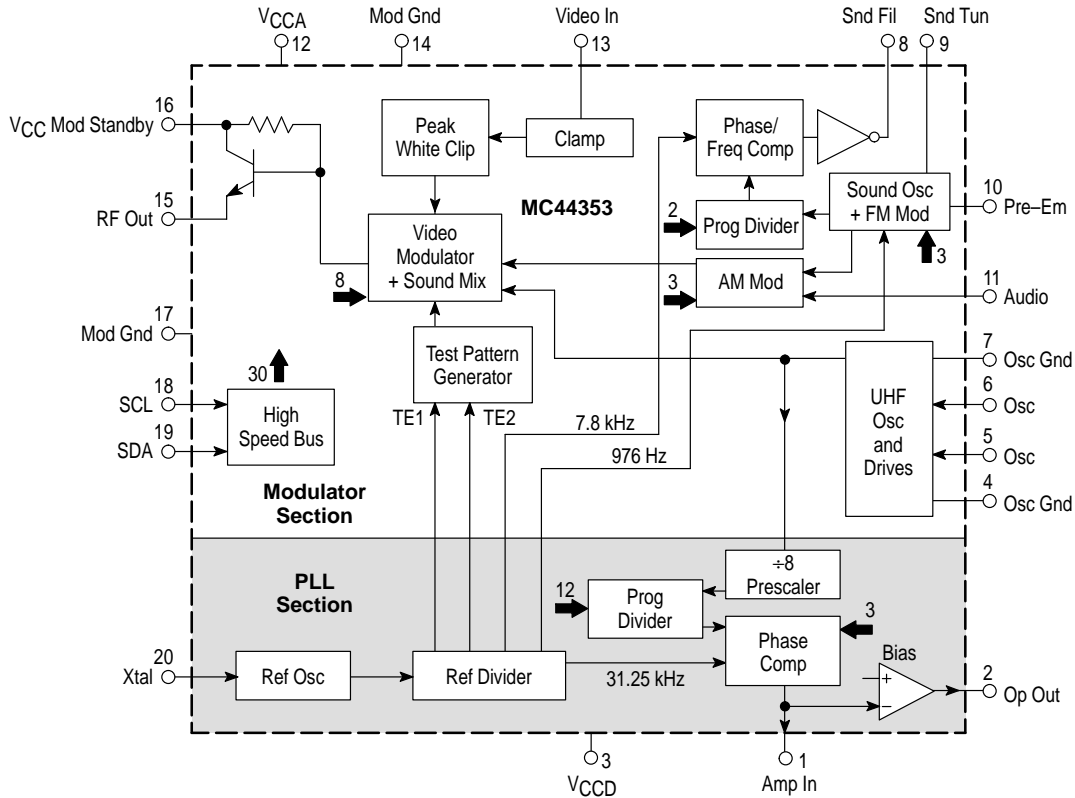 VCCA
12
Mod Gnd
14
Video In
13
Snd Fil
8
Snd Tun
9
16
VCC Mod Standby
15
RF Out
Peak
White Clip
Clamp
Phase/
Freq Comp
MC44353
Sound Osc
+ FM Mod
10
Pre–Em
2
Prog Divider
3
Video
Modulator
+ Sound Mix
8
3
AM Mod
11
Audio
17
Mod Gnd
Test Pattern
Generator
7
Osc Gnd
6
Osc
5
Osc
4
Osc Gnd
UHF
Osc
and
Drives
30
18
SCL
19
SDA
High
Speed Bus
TE1
TE2
7.8 kHz
976 Hz
Modulator
Section
PLL
Section
÷8
Prescaler
12
Prog
Divider
3
Phase
Comp
Bias
+
–
2
Op Out
20
Xtal
Ref Osc
Ref Divider
31.25 kHz
3
VCCD
1
Amp In